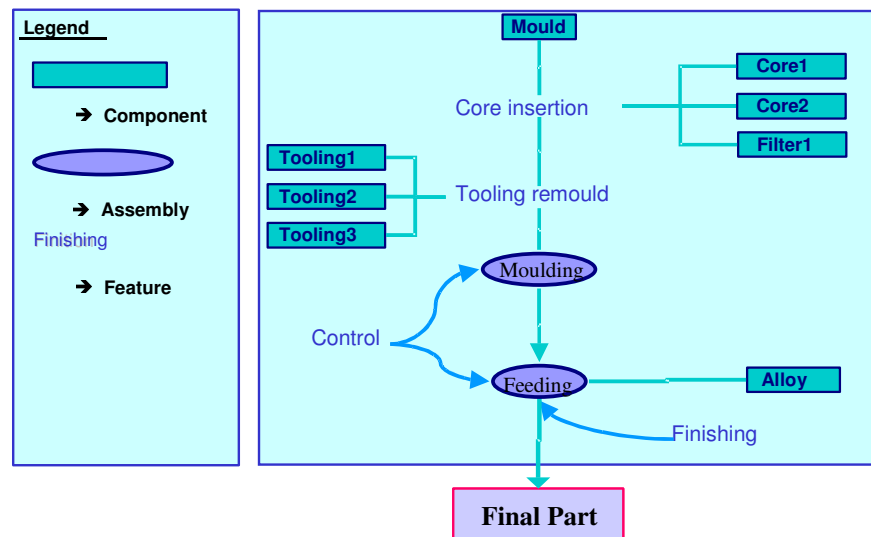 Legend
➔ Component
➔ Assembly
Finishing
➔ Feature
Mould
Core insertion
Core1
Core2
Filter1
Tooling1
Tooling2
Tooling3
Tooling remould
Moulding
Control
Feeding
Alloy
Finishing
Final Part